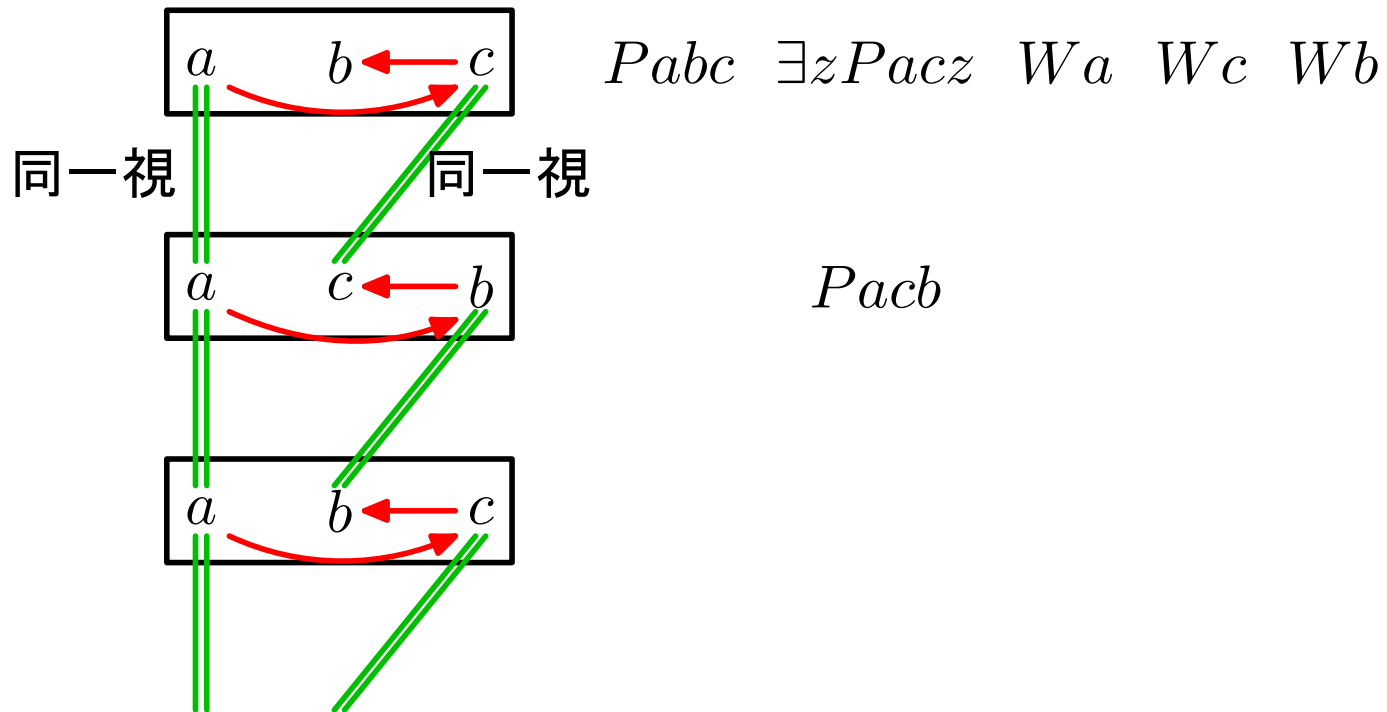 a b c Pabc ∃zPacz Wa Wc Wb
同一視 同一視
a c b Pacb
a b c